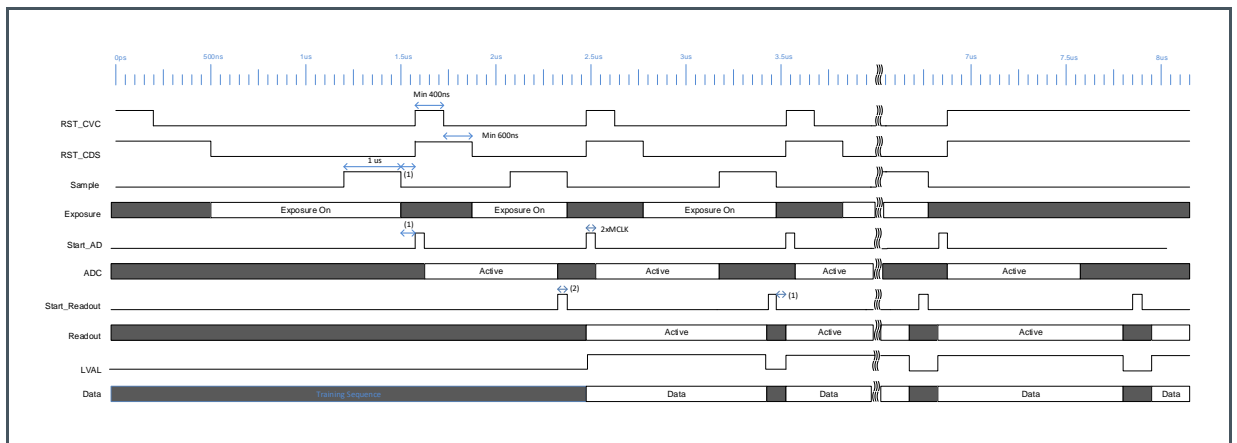 0ps 500ns 1us 1.5us 2us 2.5us 3us 3.5us 7us 7.5us 8us
Min 400ns
RST_CVC
Min 600ns
RST_CDS
1 us
(1)
Sample
Exposure Exposure On Exposure On Exposure On
(1)
2xMCLK
Start_AD
ADC Active Active Active Active
(2) (1)
Start_Readout
Readout Active Active Active
LVAL
Data Training Sequence Data Data Data Data